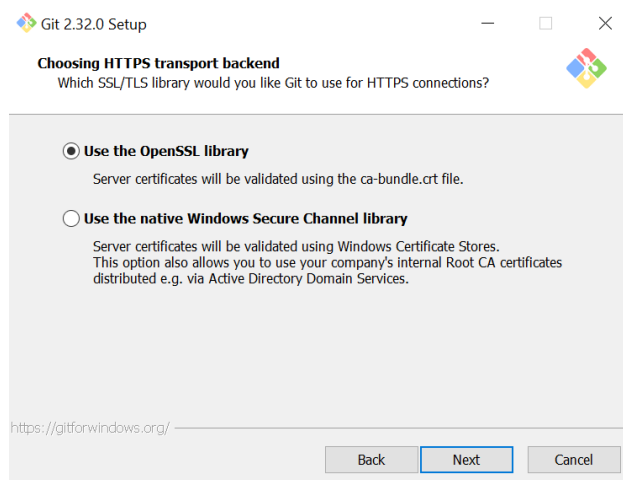 Git 2.32.0 Setup
Choosing HTTPS transport backend
Which SSL/TLS library would you like Git to use for HTTPS connections?
Use the OpenSSL library
Server certificates will be validated using the ca-bundle.crt file.
Use the native Windows Secure Channel library
Server certificates will be validated using Windows Certificate Stores.
This option also allows you to use your company's internal Root CA certificates
distributed e.g. via Active Directory Domain Services.
https://gitforwindows.org/
Back Next Cancel